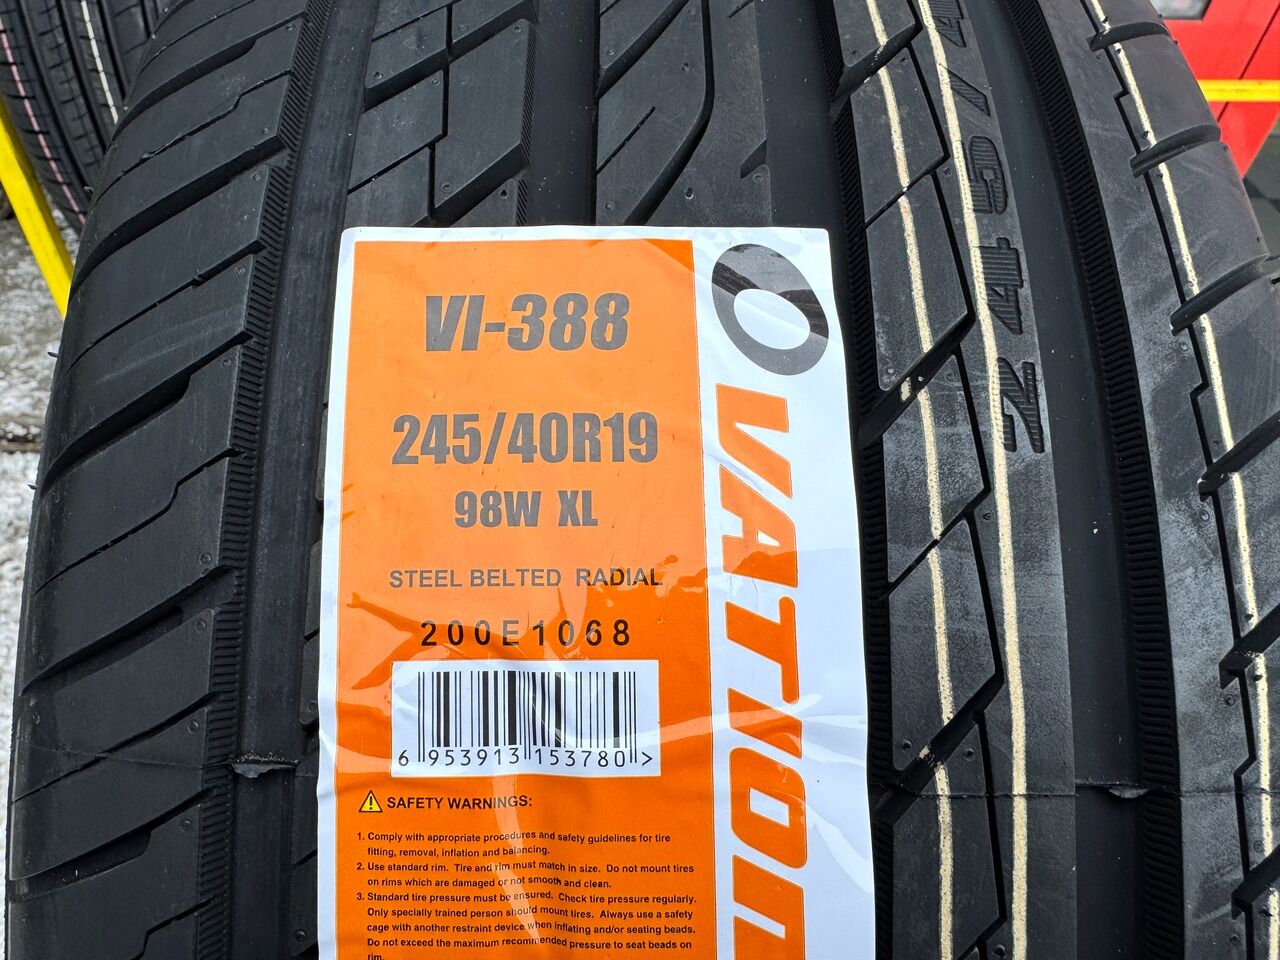 VI-388
245/40R19
98W XL
STEEL BELTED RADIAL
200E1068
6 953913 153780 >
SAFETY WARNINGS:
1. Comply with appropriate procedures and safety guidelines for tire
fitting, removal, inflation and balancing.
2. Use standard rim. Tire and rim must match in size. Do not mount tires
on rims which are damaged or not smooth and clean.
3. Standard tire pressure must be ensured. Check tire pressure regularly.
Only specially trained person should mount tires. Always use a safety
cage with another restraint device when inflating and/or seating beads.
Do not exceed the maximum recommended pressure to seat beads on
rim.
OVATION
245/4